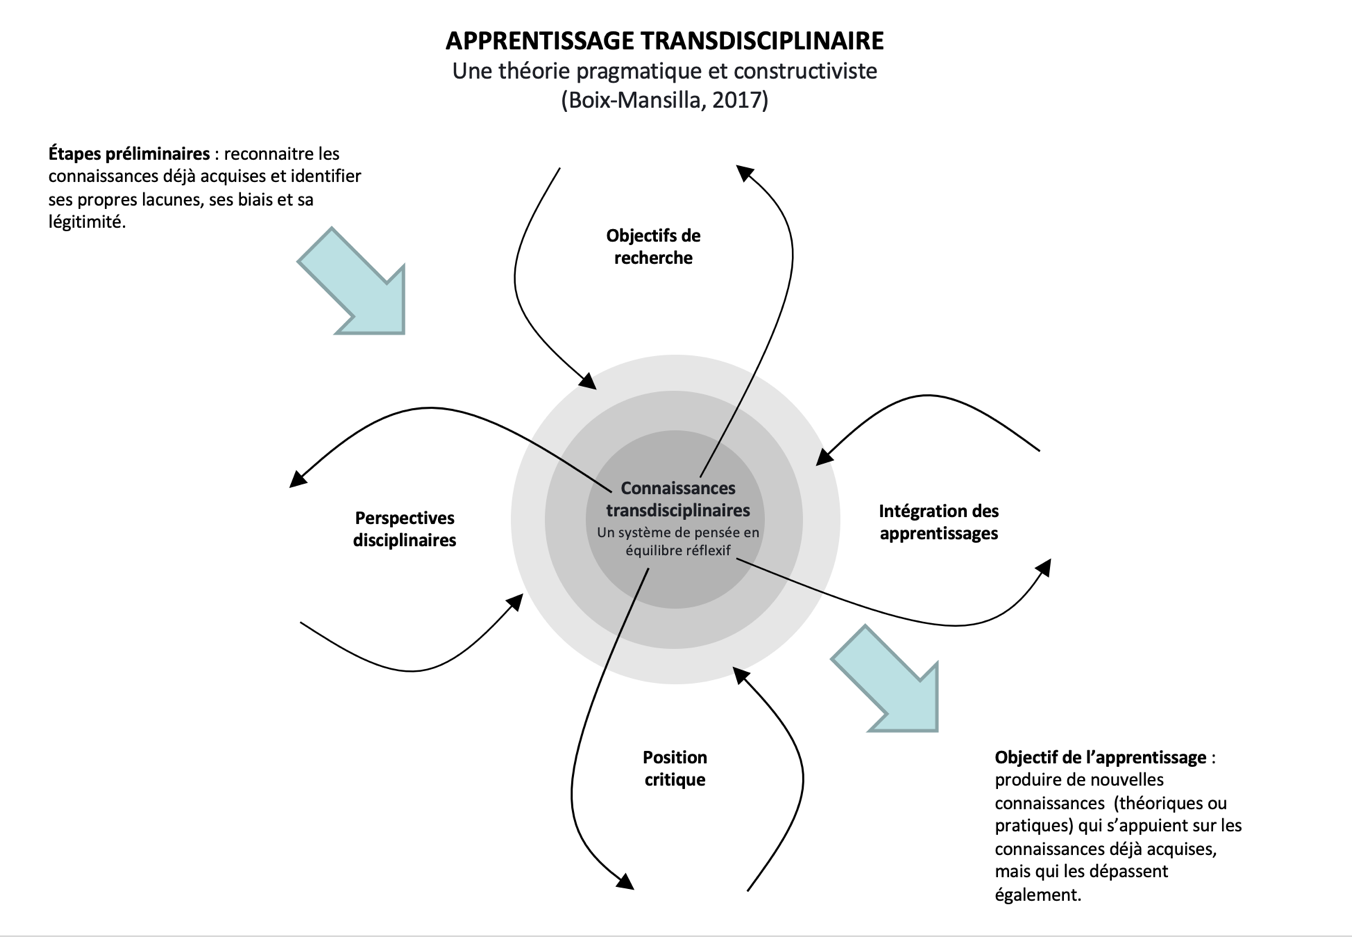 APPRENTISSAGE TRANSDISCIPLINAIRE
Une théorie pragmatique et constructiviste
(Boix-Mansilla, 2017)
Étapes préliminaires : reconnaitre les
connaissances déjà acquises et identifier
ses propres lacunes, ses biais et sa
légitimité.
Objectifs de
recherche
Perspectives
disciplinaires
Connaissances
transdisciplinaires
Un système de pensée en
équilibre réflexif
Intégration des
apprentissages
Position
critique
Objectif de l’apprentissage :
produire de nouvelles
connaissances (théoriques ou
pratiques) qui s’appuient sur les
connaissances déjà acquises,
mais qui les dépassent
également.